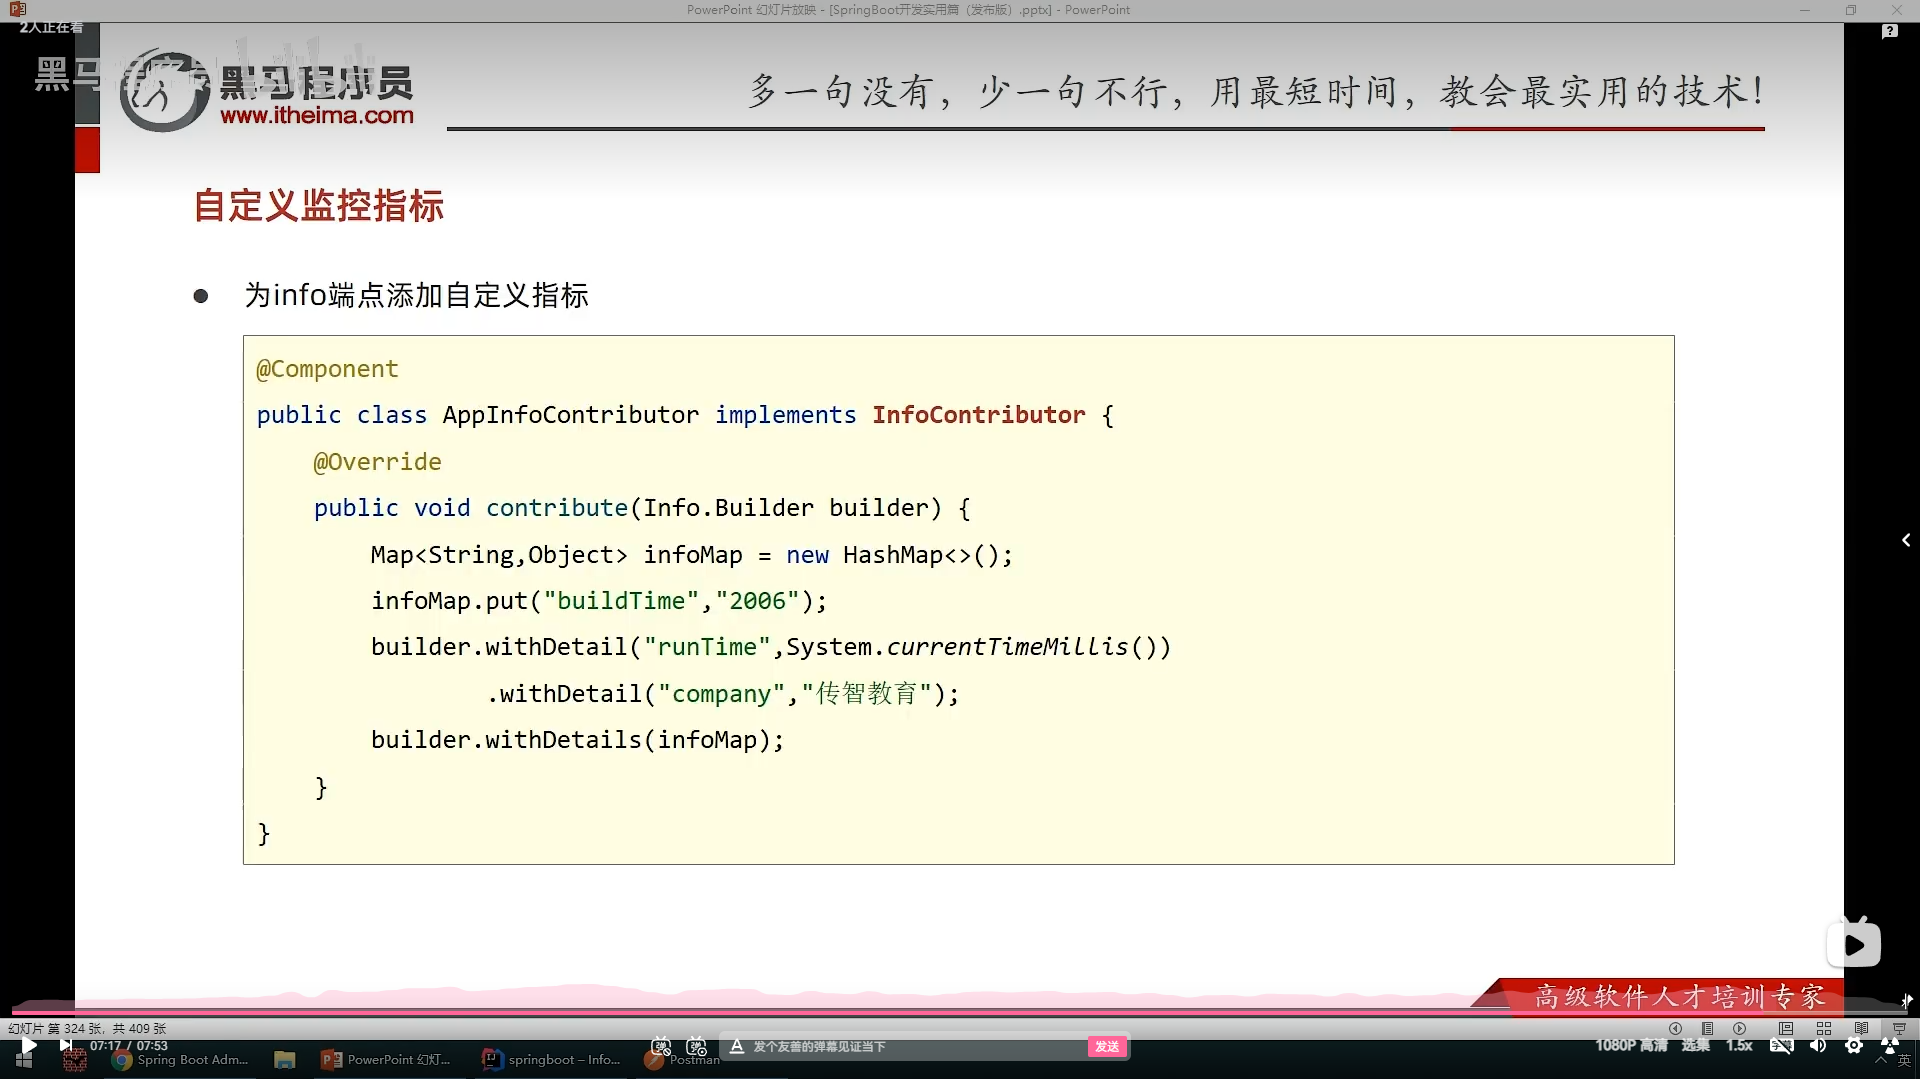 PowerPoint 幻灯片放映 - [SpringBoot开发实用篇（发布版）.pptx] - PowerPoint
2人正在看
黑马程序员
www.itheima.com
多一句没有，少一句不行，用最短时间，教会最实用的技术！
自定义监控指标
● 为info端点添加自定义指标
@Component
public class AppInfoContributor implements InfoContributor {
@Override
public void contribute(Info.Builder builder) {
Map<String,Object> infoMap = new HashMap<>();
infoMap.put("buildTime","2006");
builder.withDetail("runTime",System.currentTimeMillis())
.withDetail("company","传智教育");
builder.withDetails(infoMap);
}
}
高级软件人才培训专家
幻灯片 第 324 张，共 409 张
07:17 / 07:53
发个友善的弹幕见证当下
发送
1080P 高清
选集
1.5x
Spring Boot Adm...
PowerPoint 幻灯...
springboot – Info...
Postman
英